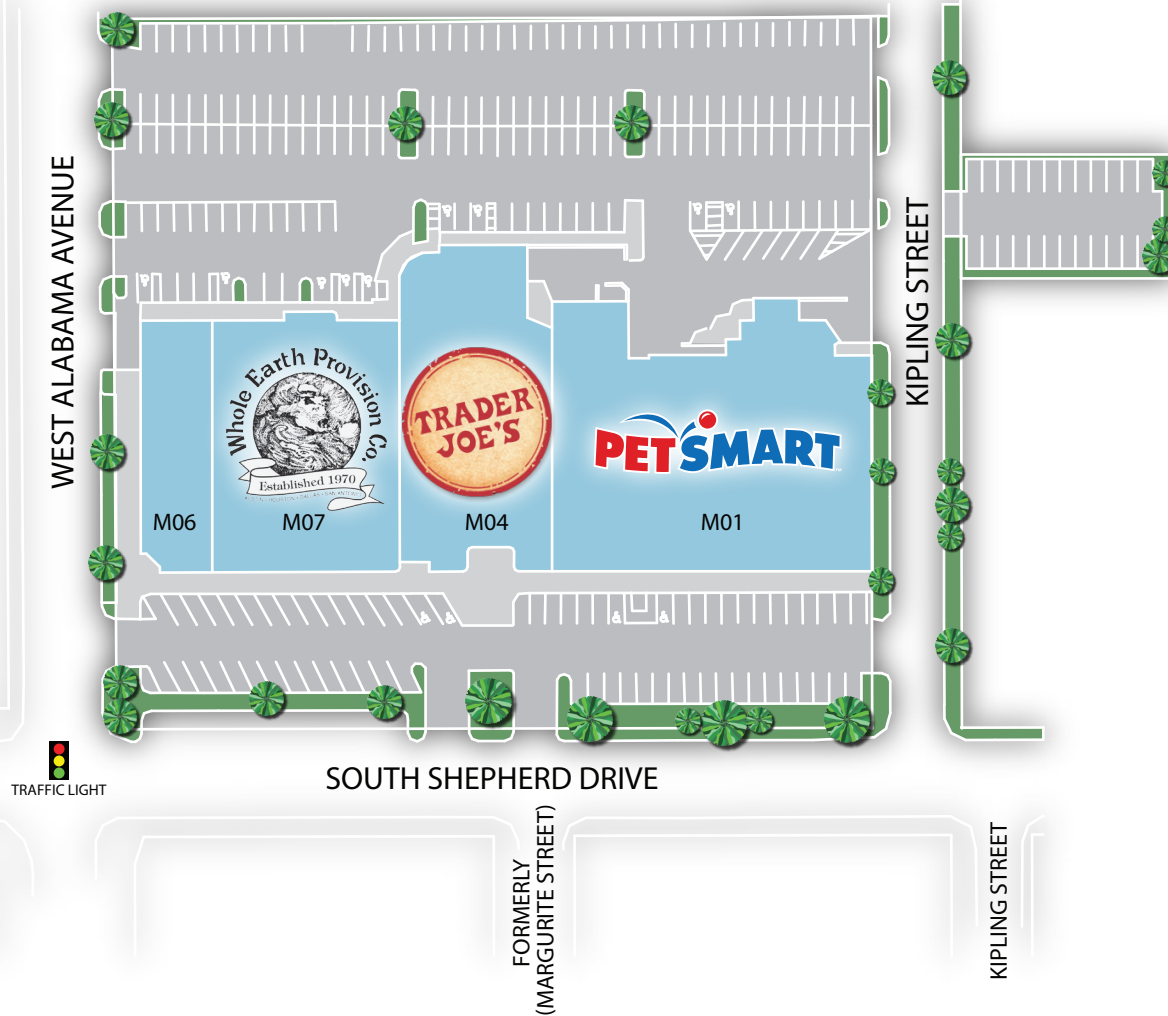 WEST ALABAMA AVENUE
KIPLING STREET
Whole Earth Provision Co.
Established 1970
TRADER
JOE'S
PETSMART
M06
M07
M04
M01
TRAFFIC LIGHT
SOUTH SHEPHERD DRIVE
FORMERLY
(MARGURITE STREET)
KIPLING STREET